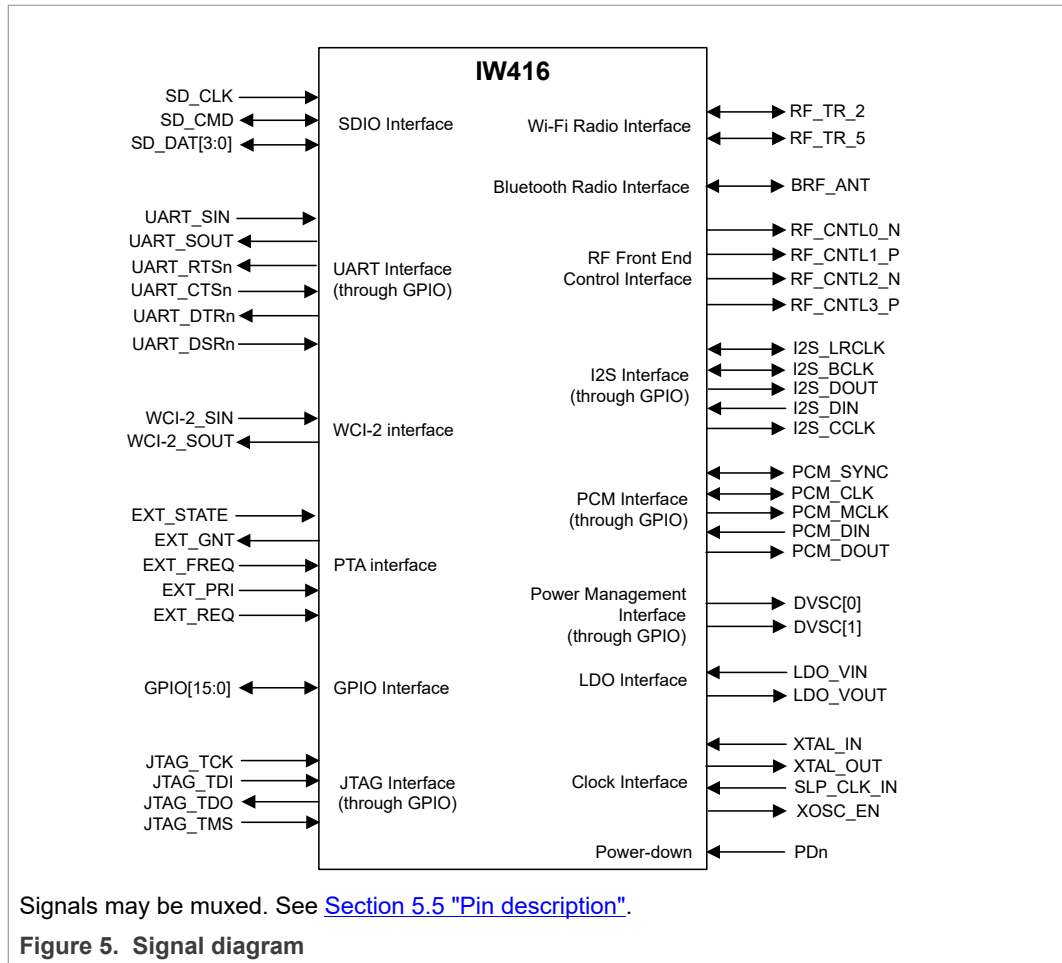 IW416
SD_CLK
SD_CMD
SD_DAT[3:0]
SDIO Interface
UART_SIN
UART_SOUT
UART_RTSn
UART_CTSn
UART_DTRn
UART_DSRn
UART Interface
(through GPIO)
WCI-2_SIN
WCI-2_SOUT
WCI-2 interface
EXT_STATE
EXT_GNT
EXT_FREQ
EXT_PRI
EXT_REQ
PTA interface
GPIO[15:0]
GPIO Interface
JTAG_TCK
JTAG_TDI
JTAG_TDO
JTAG_TMS
JTAG Interface
(through GPIO)
Wi-Fi Radio Interface
RF_TR_2
RF_TR_5
Bluetooth Radio Interface
BRF_ANT
RF Front End
Control Interface
RF_CNTL0_N
RF_CNTL1_P
RF_CNTL2_N
RF_CNTL3_P
I2S Interface
(through GPIO)
I2S_LRCLK
I2S_BCLK
I2S_DOUT
I2S_DIN
I2S_CCLK
PCM Interface
(through GPIO)
PCM_SYNC
PCM_CLK
PCM_MCLK
PCM_DIN
PCM_DOUT
Power Management
Interface
(through GPIO)
DVSC[0]
DVSC[1]
LDO Interface
LDO_VIN
LDO_VOUT
Clock Interface
XTAL_IN
XTAL_OUT
SLP_CLK_IN
XOSC_EN
Power-down
PDn
Signals may be muxed. See Section 5.5 "Pin description".
Figure 5. Signal diagram